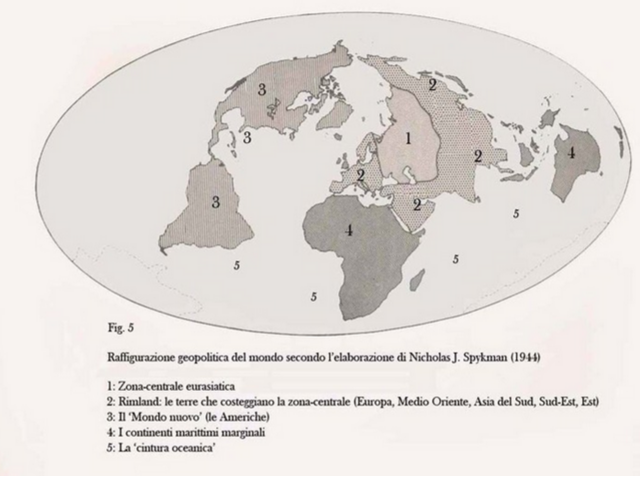 3
2
3
1
2
4
2
3
2
4
5
5
5
5
Fig. 5
Raffigurazione geopolitica del mondo secondo l'elaborazione di Nicholas J. Spykman (1944)
1: Zona-centrale eurasiatica
2: Rimland: le terre che costeggiano la zona-centrale (Europa, Medio Oriente, Asia del Sud, Sud-Est, Est)
3: Il 'Mondo nuovo' (le Americhe)
4: I continenti marittimi marginali
5: La 'cintura oceanica'